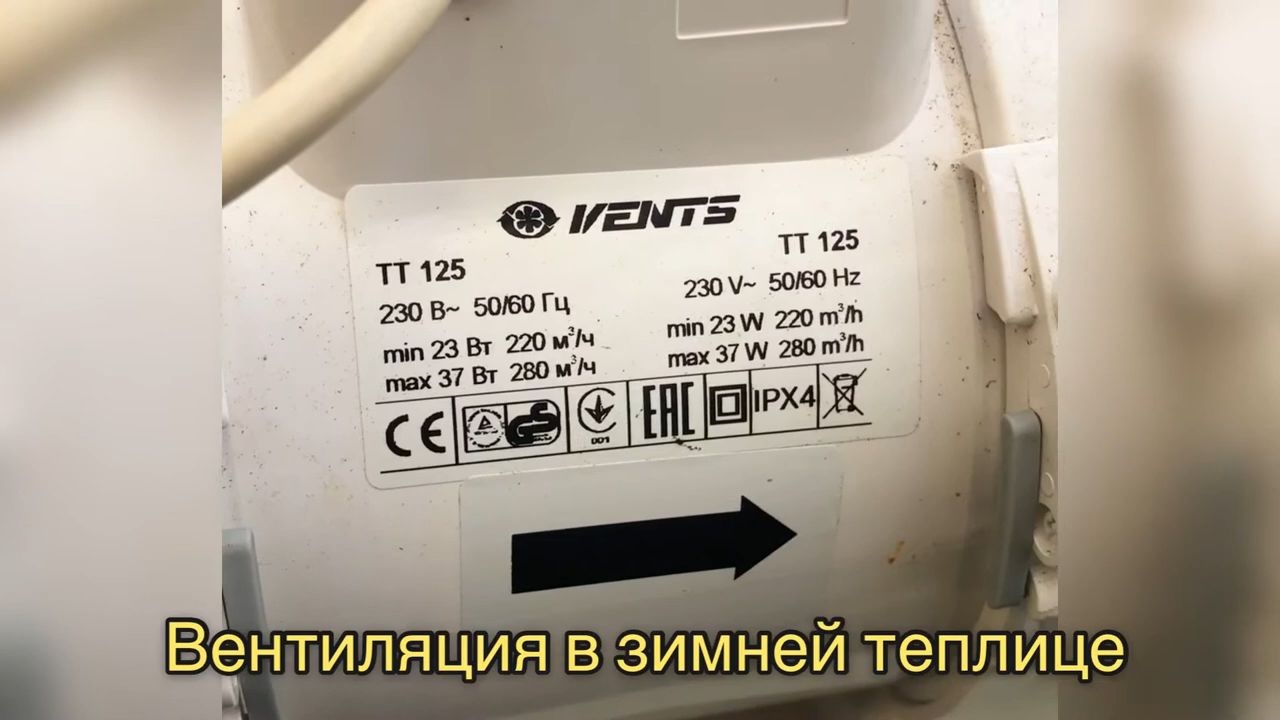 VENTS
TT 125
230 В~ 50/60 Гц
min 23 Вт 220 м³/ч
max 37 Вт 280 м³/ч
TT 125
230 V~ 50/60 Hz
min 23 W 220 m³/h
max 37 W 280 m³/h
CE
001
EAC
IPX4
Вентиляция в зимней теплице